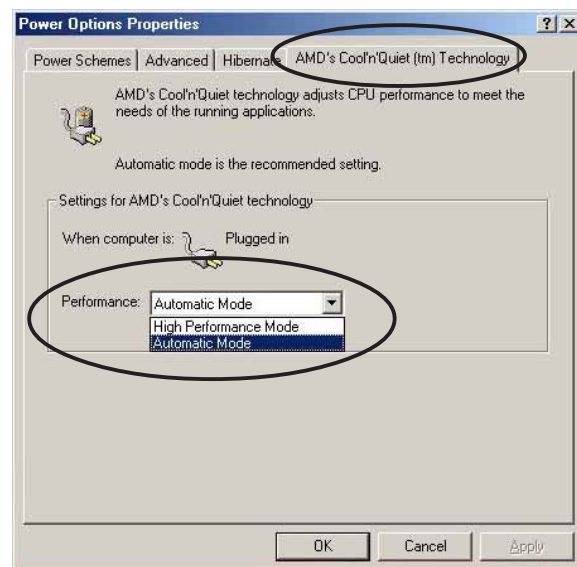 Power Options Properties
Power Schemes Advanced Hibernate AMD's Cool'n'Quiet (tm) Technology
AMD's Cool'n'Quiet technology adjusts CPU performance to meet the
needs of the running applications.
Automatic mode is the recommended setting.
Settings for AMD's Cool'n'Quiet technology
When computer is: Plugged in
Performance: Automatic Mode
High Performance Mode
Automatic Mode
OK Cancel Apply